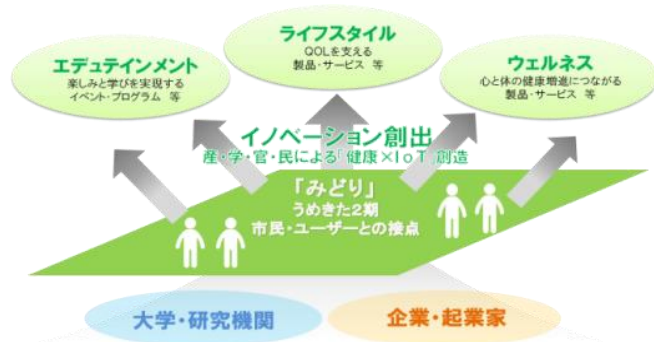 ライフスタイル
QOLを支える
製品・サービス 等
エデュテインメント
楽しみと学びを実現する
イベント・プログラム 等
ウェルネス
心と体の健康増進につながる
製品・サービス 等
イノベーション創出
産・学・官・民による「健康×IoT」創造
「みどり」
うめきた2期
市民・ユーザーとの接点
大学・研究機関
企業・起業家